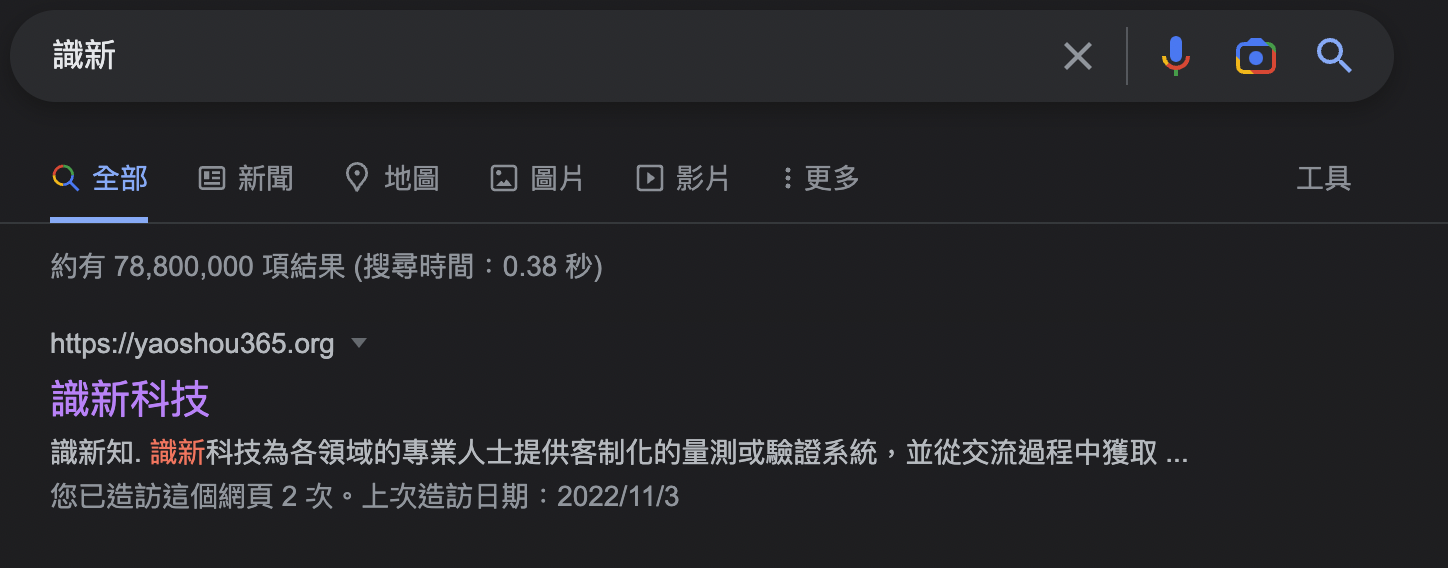 識新
全部 新聞 地圖 圖片 影片 更多 工具
約有 78,800,000 項結果 (搜尋時間：0.38 秒)
https://yaoshou365.org
識新科技
識新知. 識新科技為各領域的專業人士提供客制化的量測或驗證系統，並從交流過程中獲取 ...
您已造訪這個網頁 2 次。上次造訪日期：2022/11/3